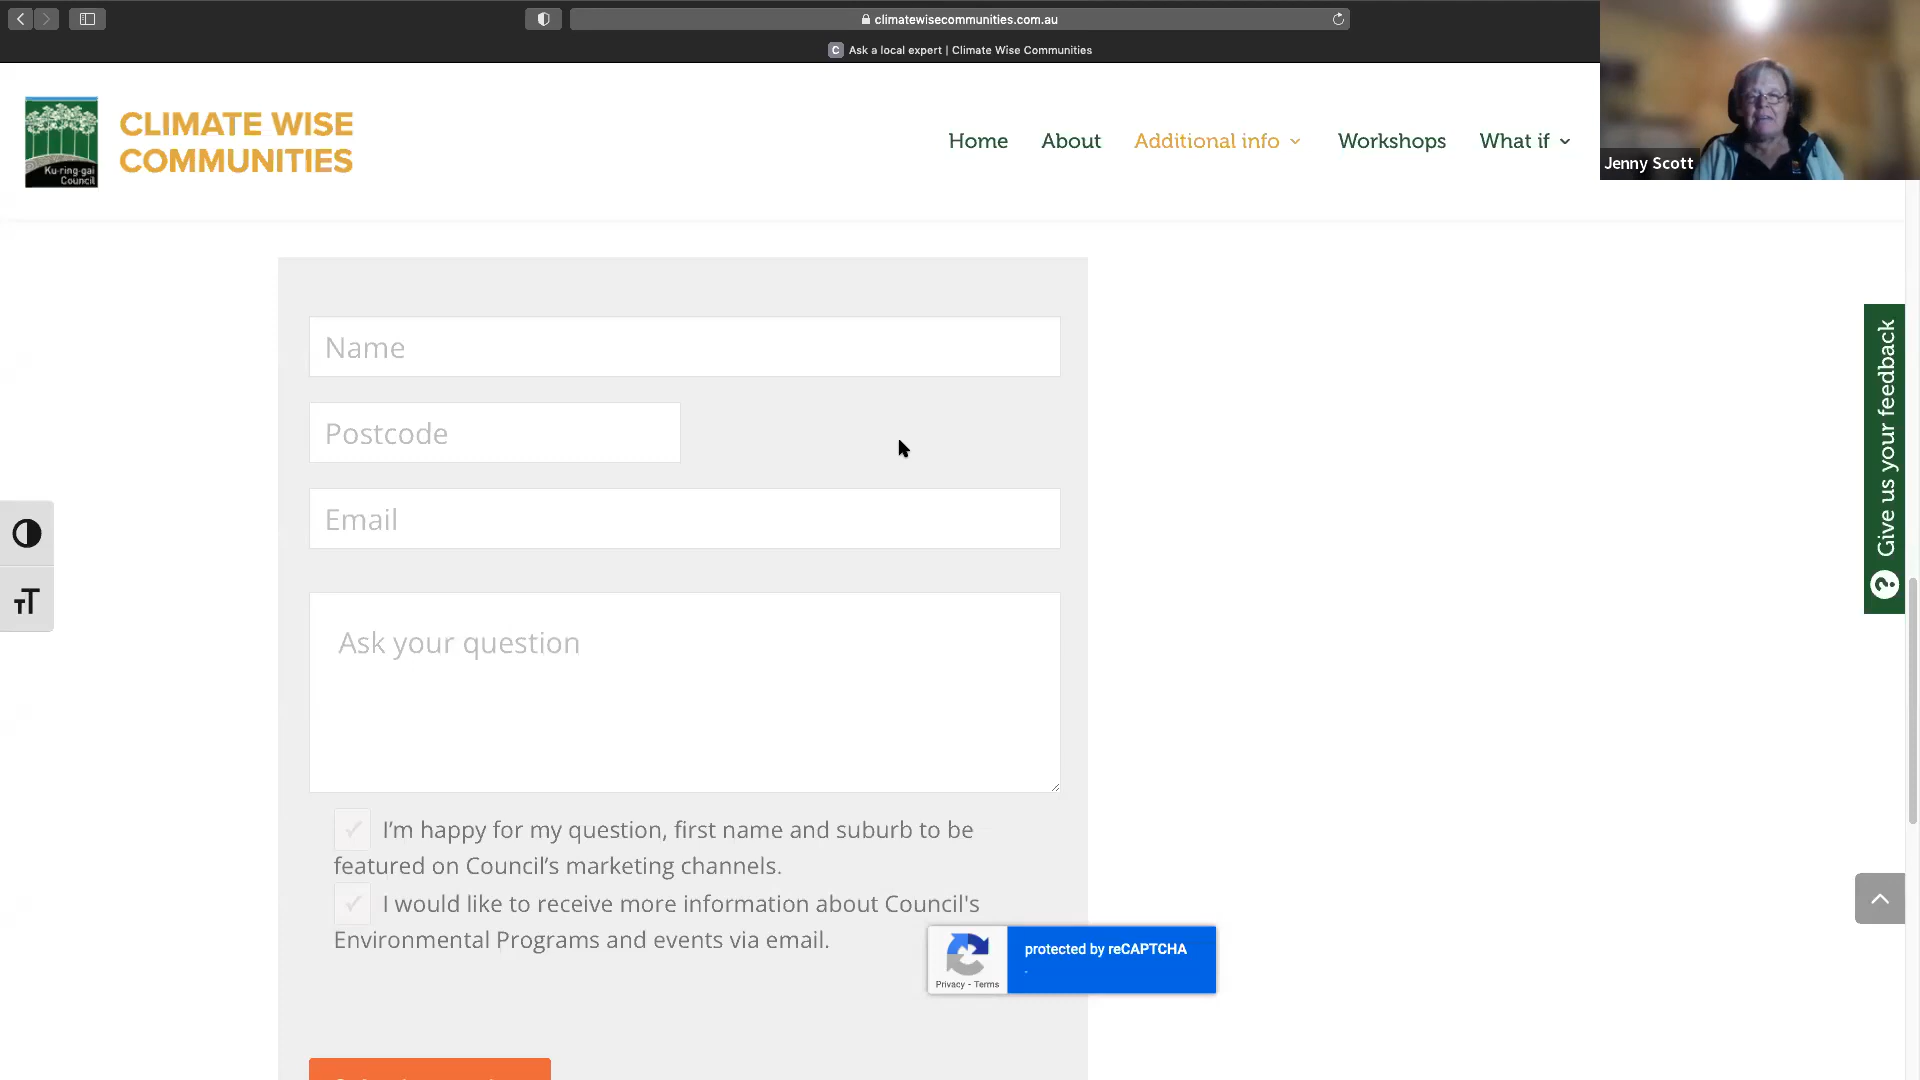 climatewisecommunities.com.au
C Ask a local expert | Climate Wise Communities
Ku-ring-gai
Council
CLIMATE WISE
COMMUNITIES
Home About Additional info Workshops What if
Jenny Scott
Name
Postcode
Email
Ask your question
I'm happy for my question, first name and suburb to be
featured on Council's marketing channels.
I would like to receive more information about Council's
Environmental Programs and events via email.
protected by reCAPTCHA
Privacy - Terms
Give us your feedback